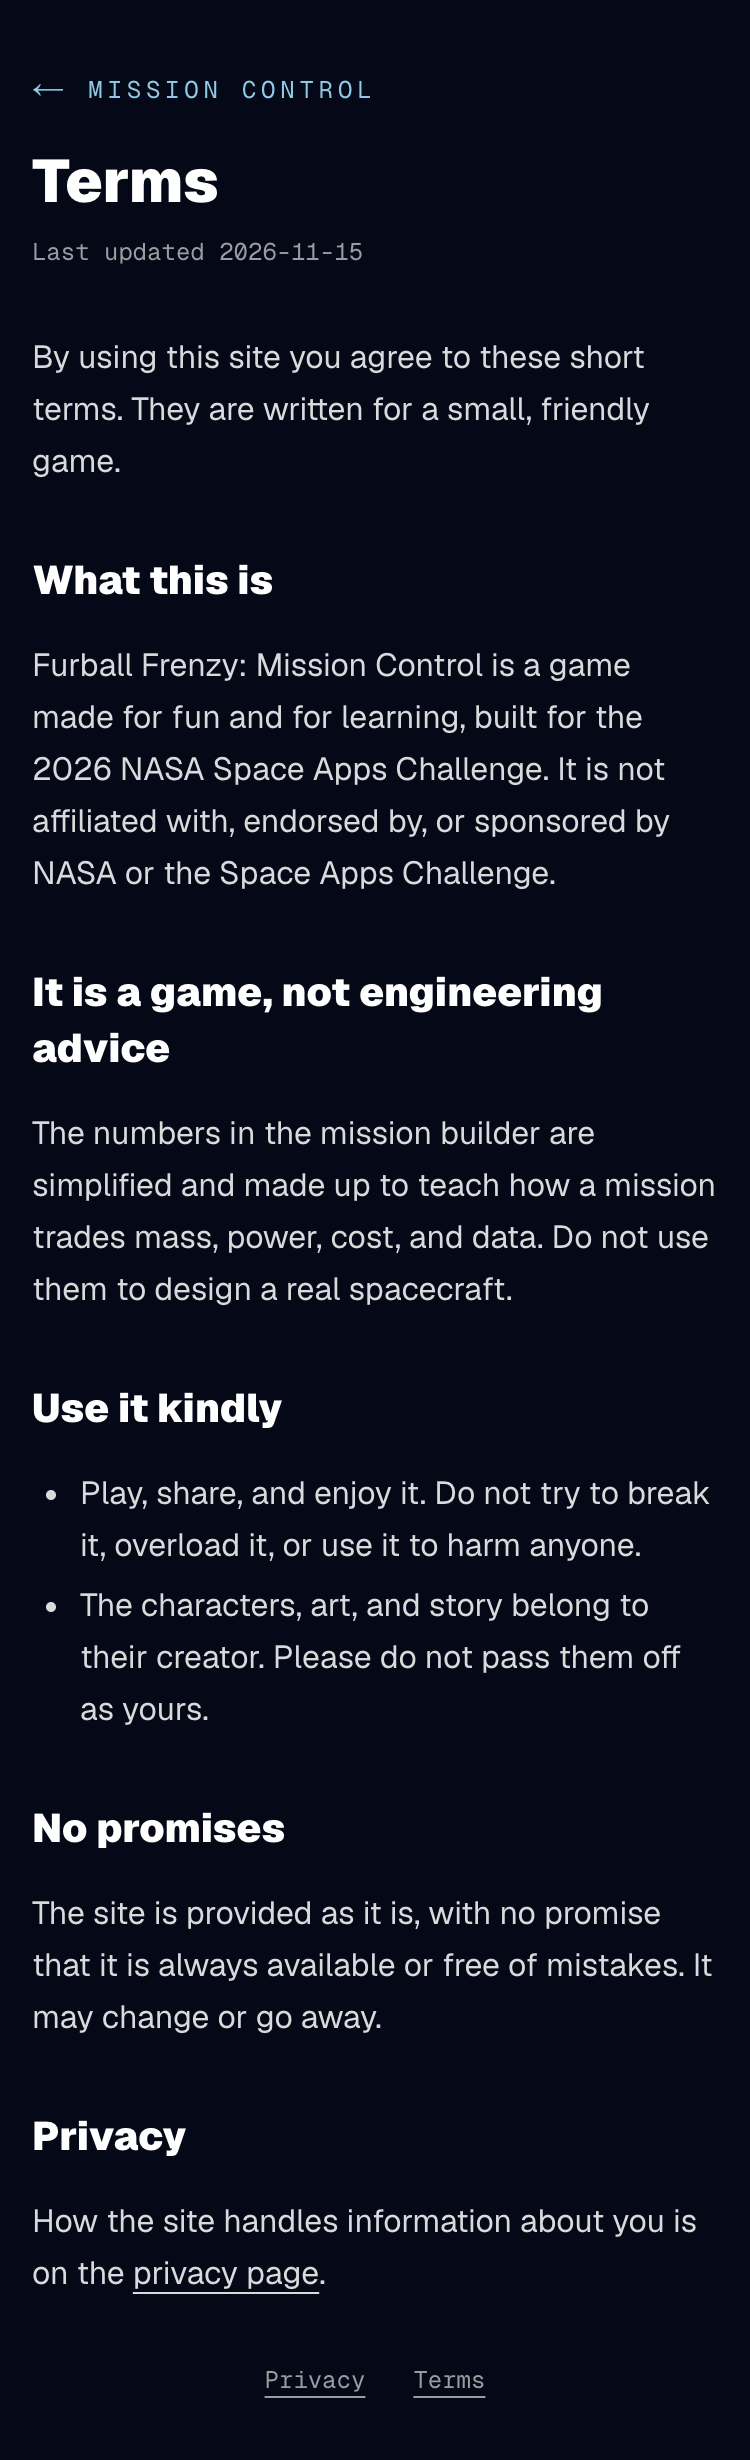 ← MISSION CONTROL
Terms
Last updated 2026-11-15
By using this site you agree to these short
terms. They are written for a small, friendly
game.
What this is
Furball Frenzy: Mission Control is a game
made for fun and for learning, built for the
2026 NASA Space Apps Challenge. It is not
affiliated with, endorsed by, or sponsored by
NASA or the Space Apps Challenge.
It is a game, not engineering
advice
The numbers in the mission builder are
simplified and made up to teach how a mission
trades mass, power, cost, and data. Do not use
them to design a real spacecraft.
Use it kindly
• Play, share, and enjoy it. Do not try to break
it, overload it, or use it to harm anyone.
• The characters, art, and story belong to
their creator. Please do not pass them off
as yours.
No promises
The site is provided as it is, with no promise
that it is always available or free of mistakes. It
may change or go away.
Privacy
How the site handles information about you is
on the privacy page.
Privacy Terms